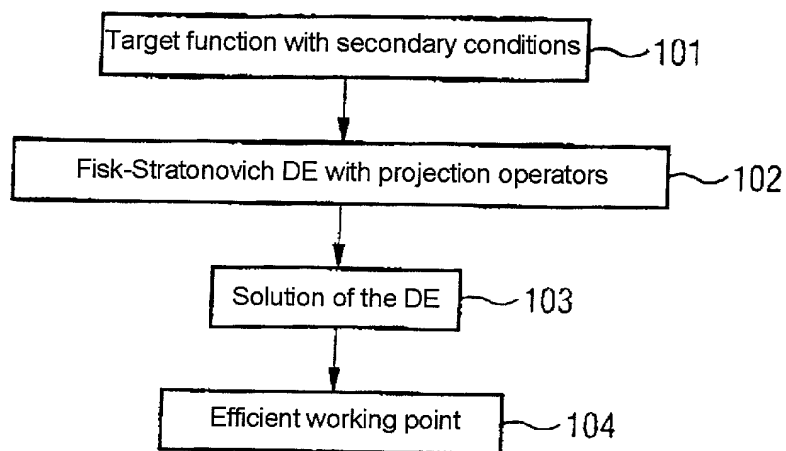 Target function with secondary conditions 101
Fisk-Stratonovich DE with projection operators 102
Solution of the DE 103
Efficient working point 104